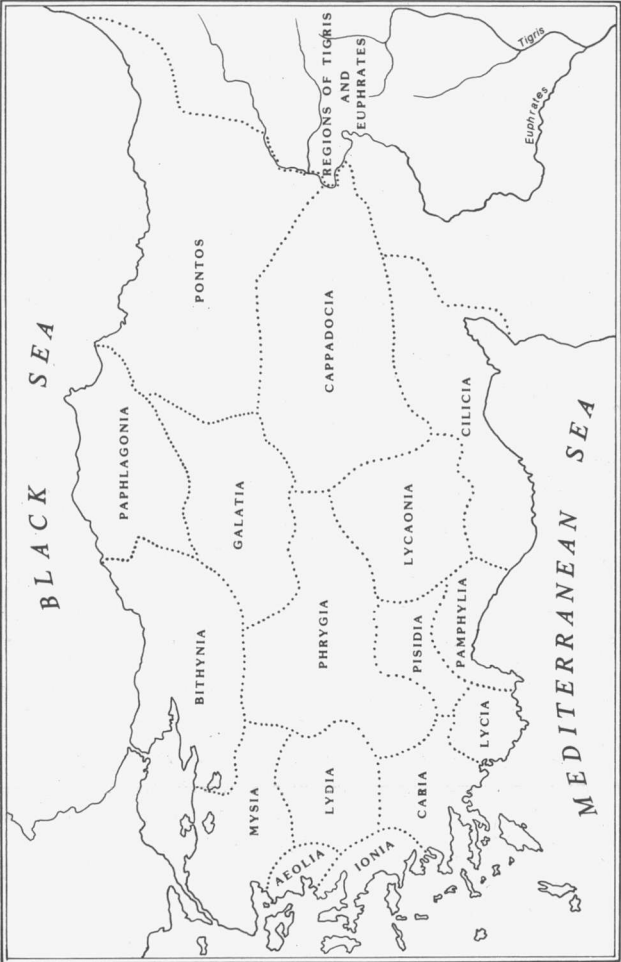 BLACK SEA
PONTOS
PAPHLAGONIA
BITHYNIA
GALATIA
CAPPADOCIA
PHRYGIA
LYCAONIA
CILICIA
PISIDIA
PAMPHYLIA
LYCIA
MYSIA
LYDIA
CARIA
AEOLIA
IONIA
REGIONS OF TIGRIS
AND
EUPHRATES
Tigris
Euphrates
MEDITERRANEAN SEA